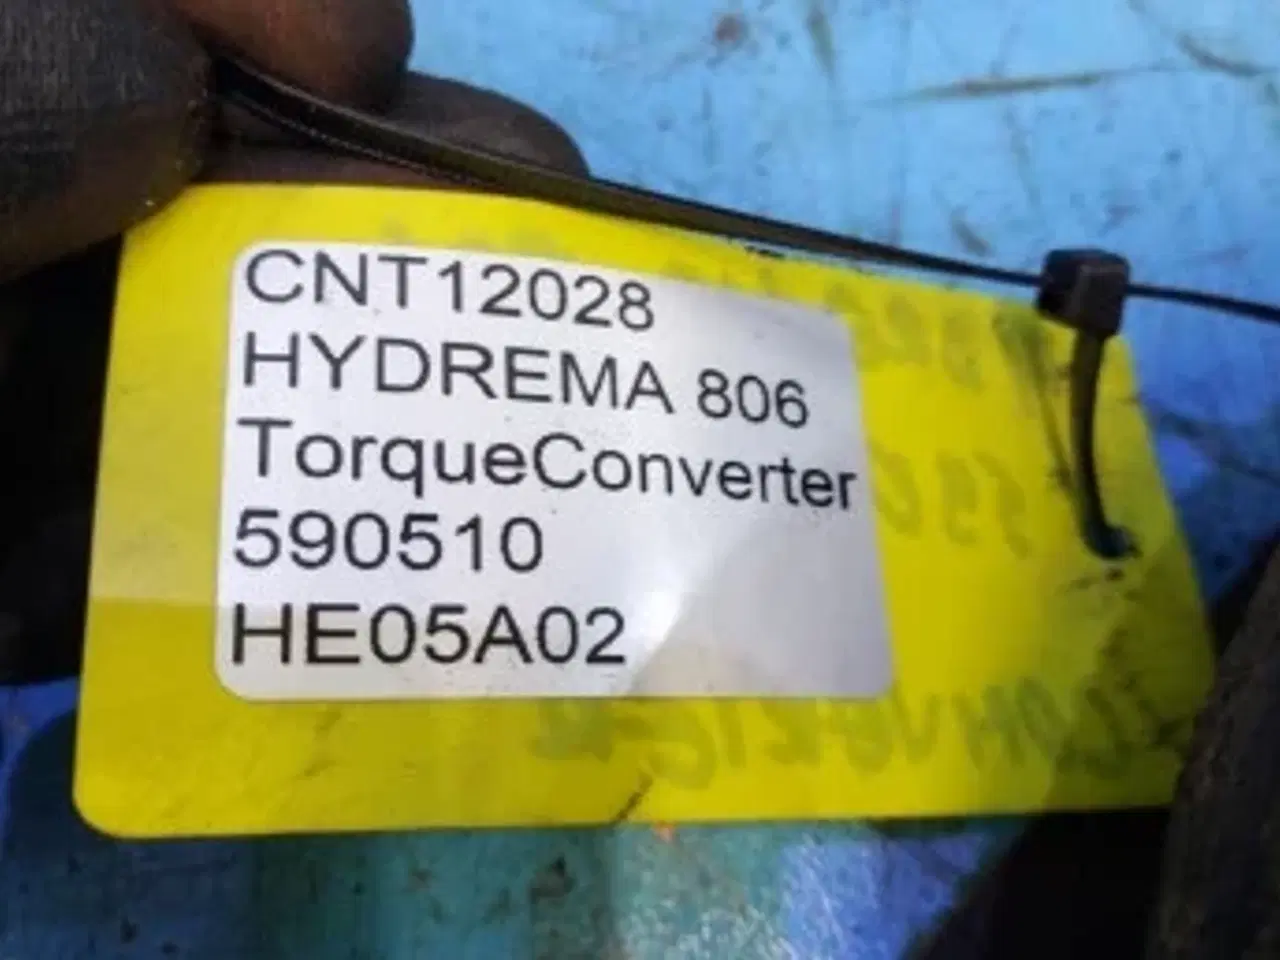 CNT12028
HYDREMA 806
TorqueConverter
590510
HE05A02